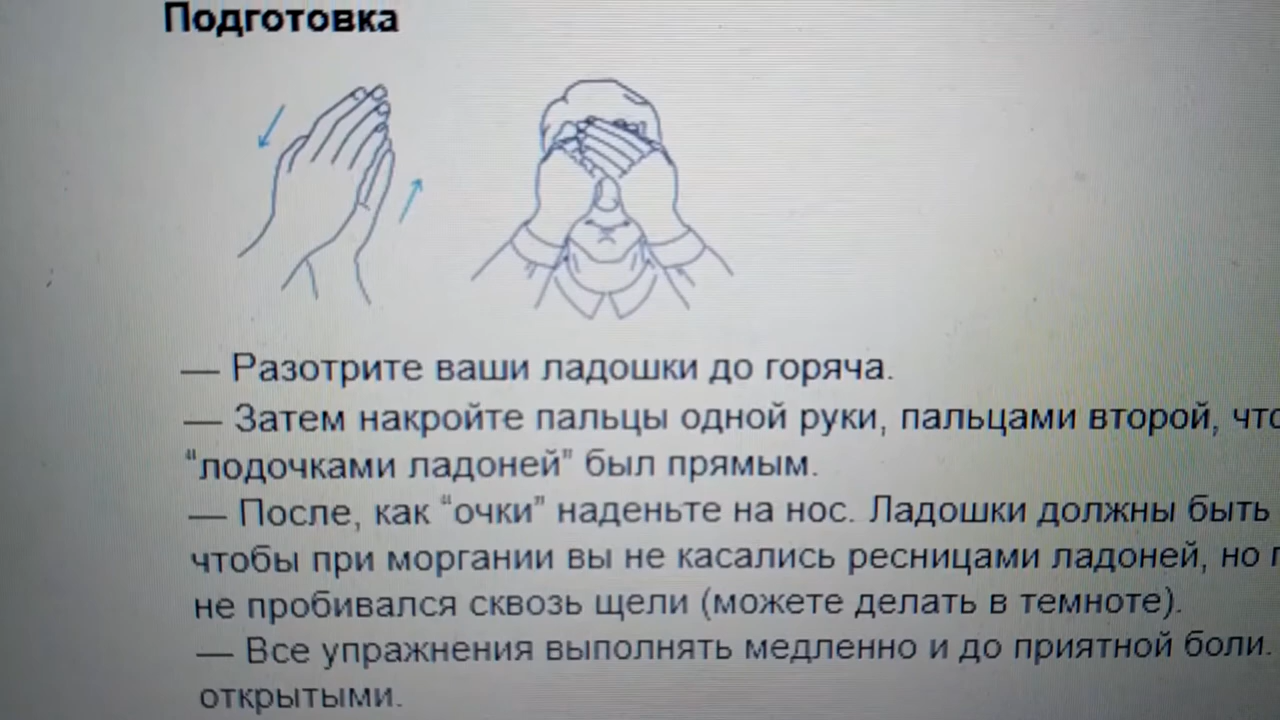 Подготовка
— Разотрите ваши ладошки до горяча.
— Затем накройте пальцы одной руки, пальцами второй,
“лодочками ладоней” был прямым.
— После, как “очки” наденьте на нос. Ладошки должны быть
чтобы при моргании вы не касались ресницами ладоней, но
не пробивался сквозь щели (можете делать в темноте).
— Все упражнения выполнять медленно и до приятной боли.
открытыми.